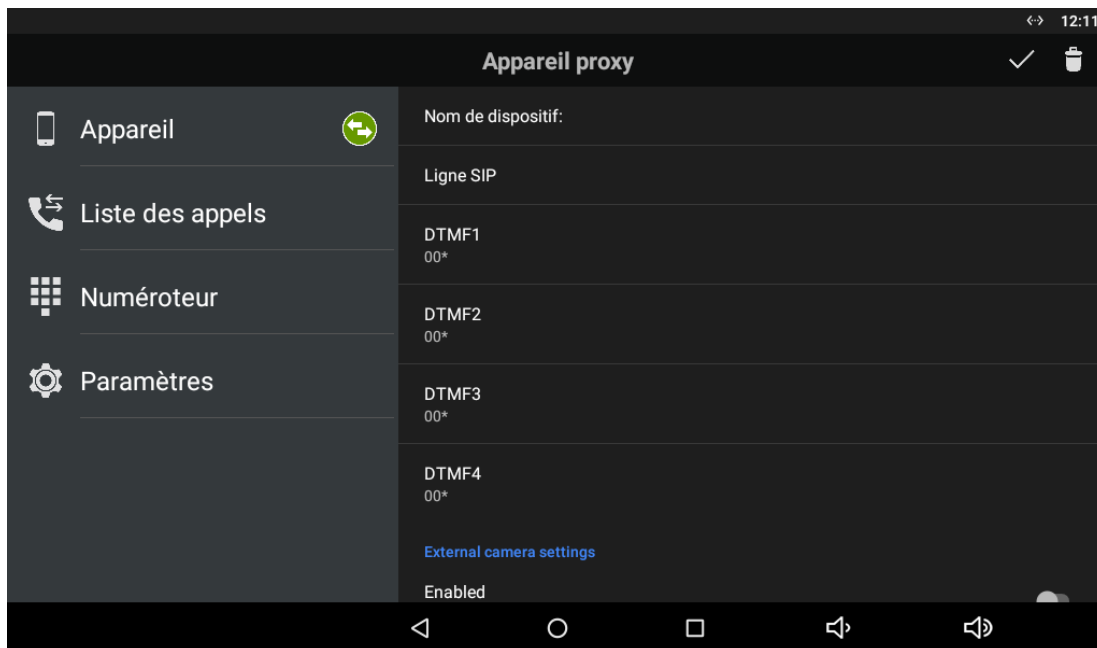 12:11
Appareil proxy
Appareil
Liste des appels
Numéroteur
Paramètres
Nom de dispositif:
Ligne SIP
DTMF1
00*
DTMF2
00*
DTMF3
00*
DTMF4
00*
External camera settings
Enabled